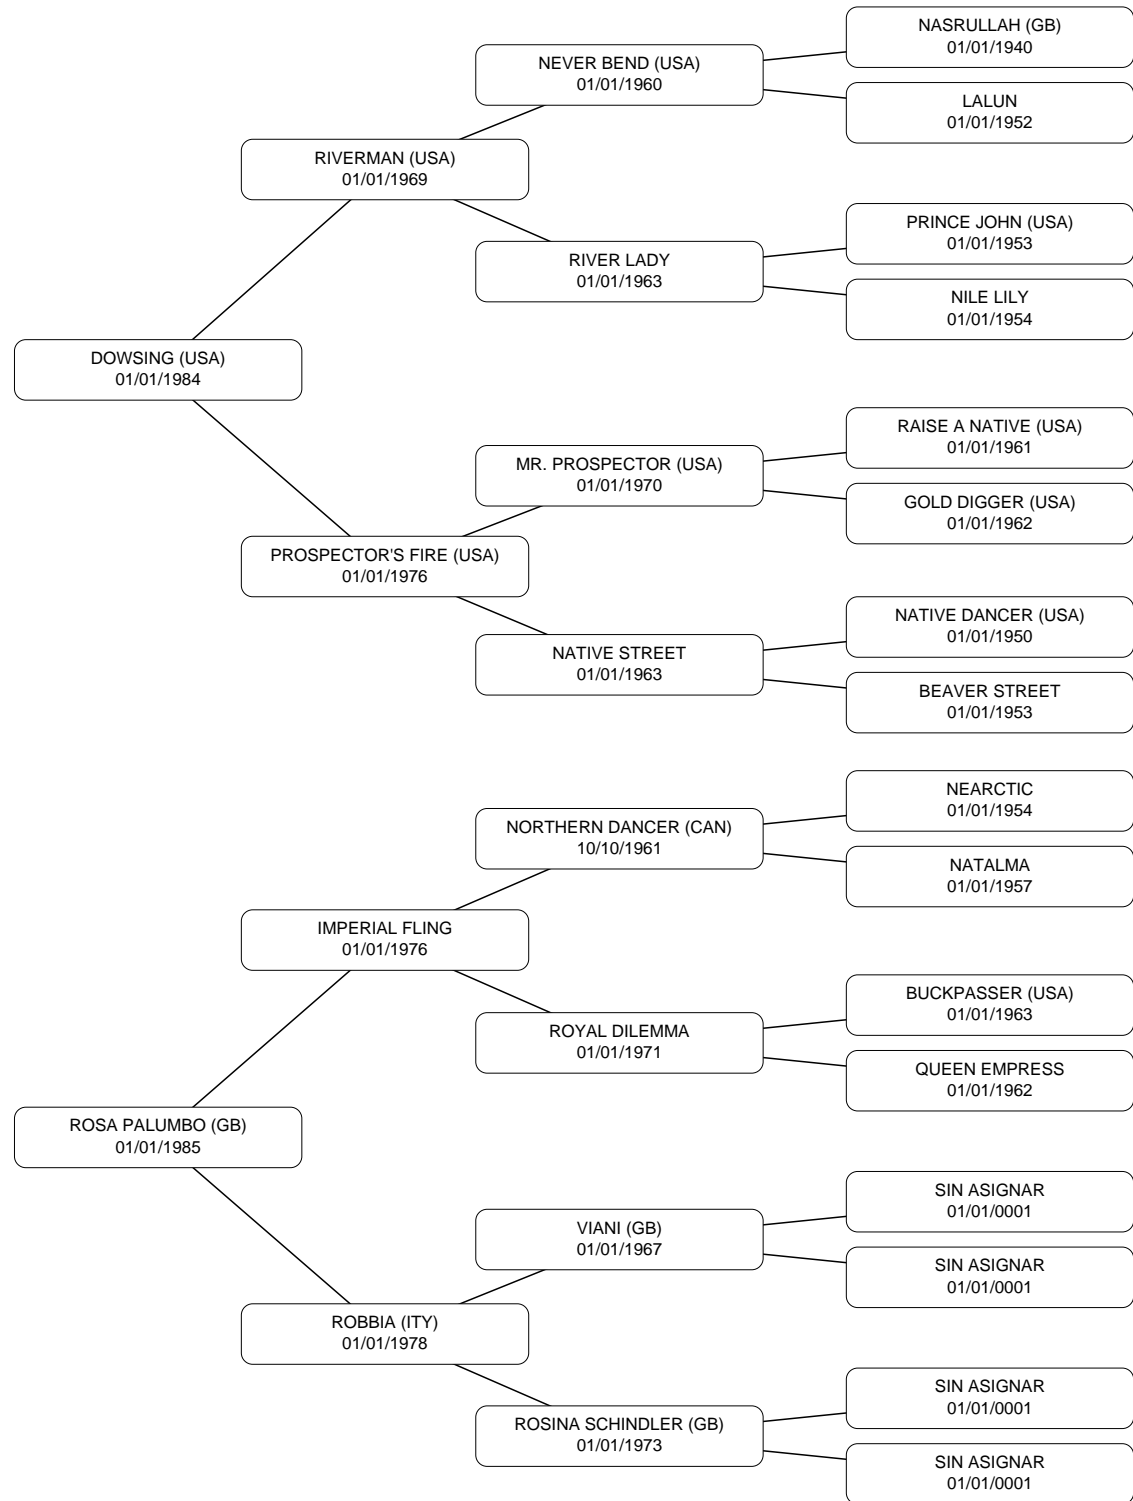 NASRULLAH (GB)
01/01/1940
NEVER BEND (USA)
01/01/1960
LALUN
01/01/1952
RIVERMAN (USA)
01/01/1969
PRINCE JOHN (USA)
01/01/1953
RIVER LADY
01/01/1963
NILE LILY
01/01/1954
DOWSING (USA)
01/01/1984
RAISE A NATIVE (USA)
01/01/1961
MR. PROSPECTOR (USA)
01/01/1970
GOLD DIGGER (USA)
01/01/1962
PROSPECTOR'S FIRE (USA)
01/01/1976
NATIVE DANCER (USA)
01/01/1950
NATIVE STREET
01/01/1963
BEAVER STREET
01/01/1953
NEARCTIC
01/01/1954
NORTHERN DANCER (CAN)
10/10/1961
NATALMA
01/01/1957
IMPERIAL FLING
01/01/1976
BUCKPASSER (USA)
01/01/1963
ROYAL DILEMMA
01/01/1971
QUEEN EMPRESS
01/01/1962
ROSA PALUMBO (GB)
01/01/1985
SIN ASIGNAR
01/01/0001
VIANI (GB)
01/01/1967
SIN ASIGNAR
01/01/0001
ROBBIA (ITY)
01/01/1978
SIN ASIGNAR
01/01/0001
ROSINA SCHINDLER (GB)
01/01/1973
SIN ASIGNAR
01/01/0001